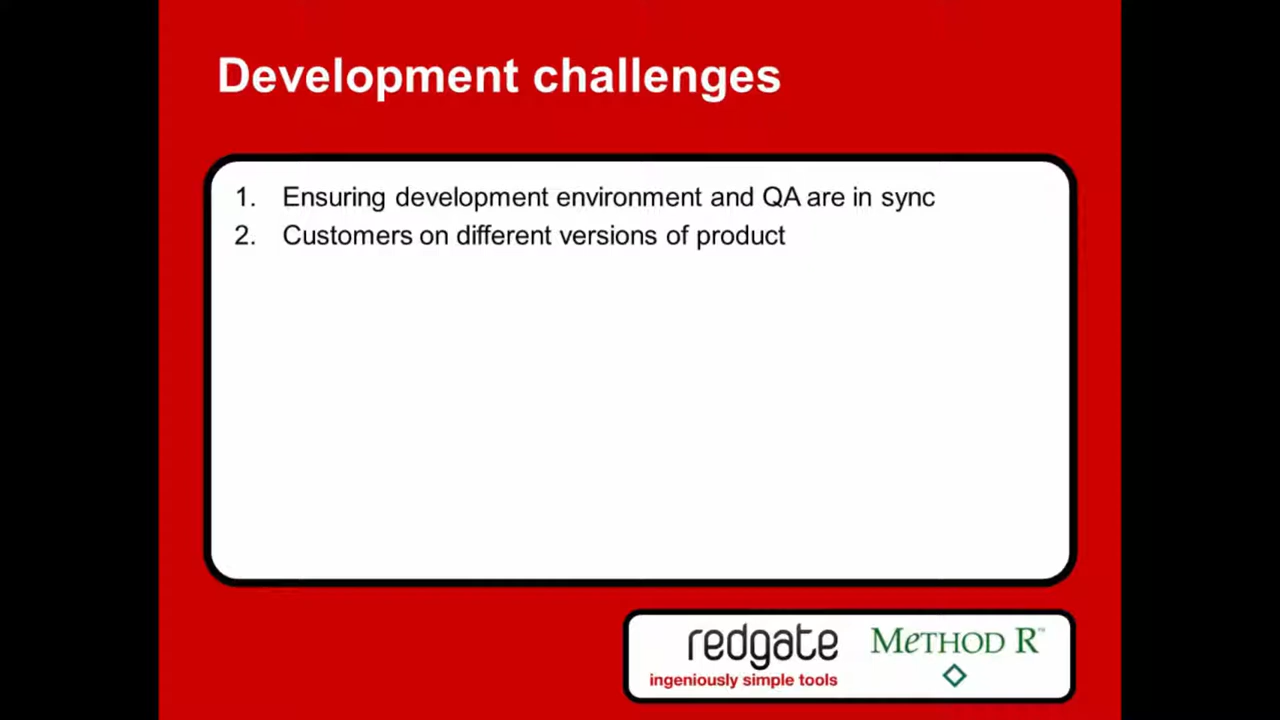 Development challenges
1. Ensuring development environment and QA are in sync
2. Customers on different versions of product
redgate
ingeniously simple tools
METHOD R™